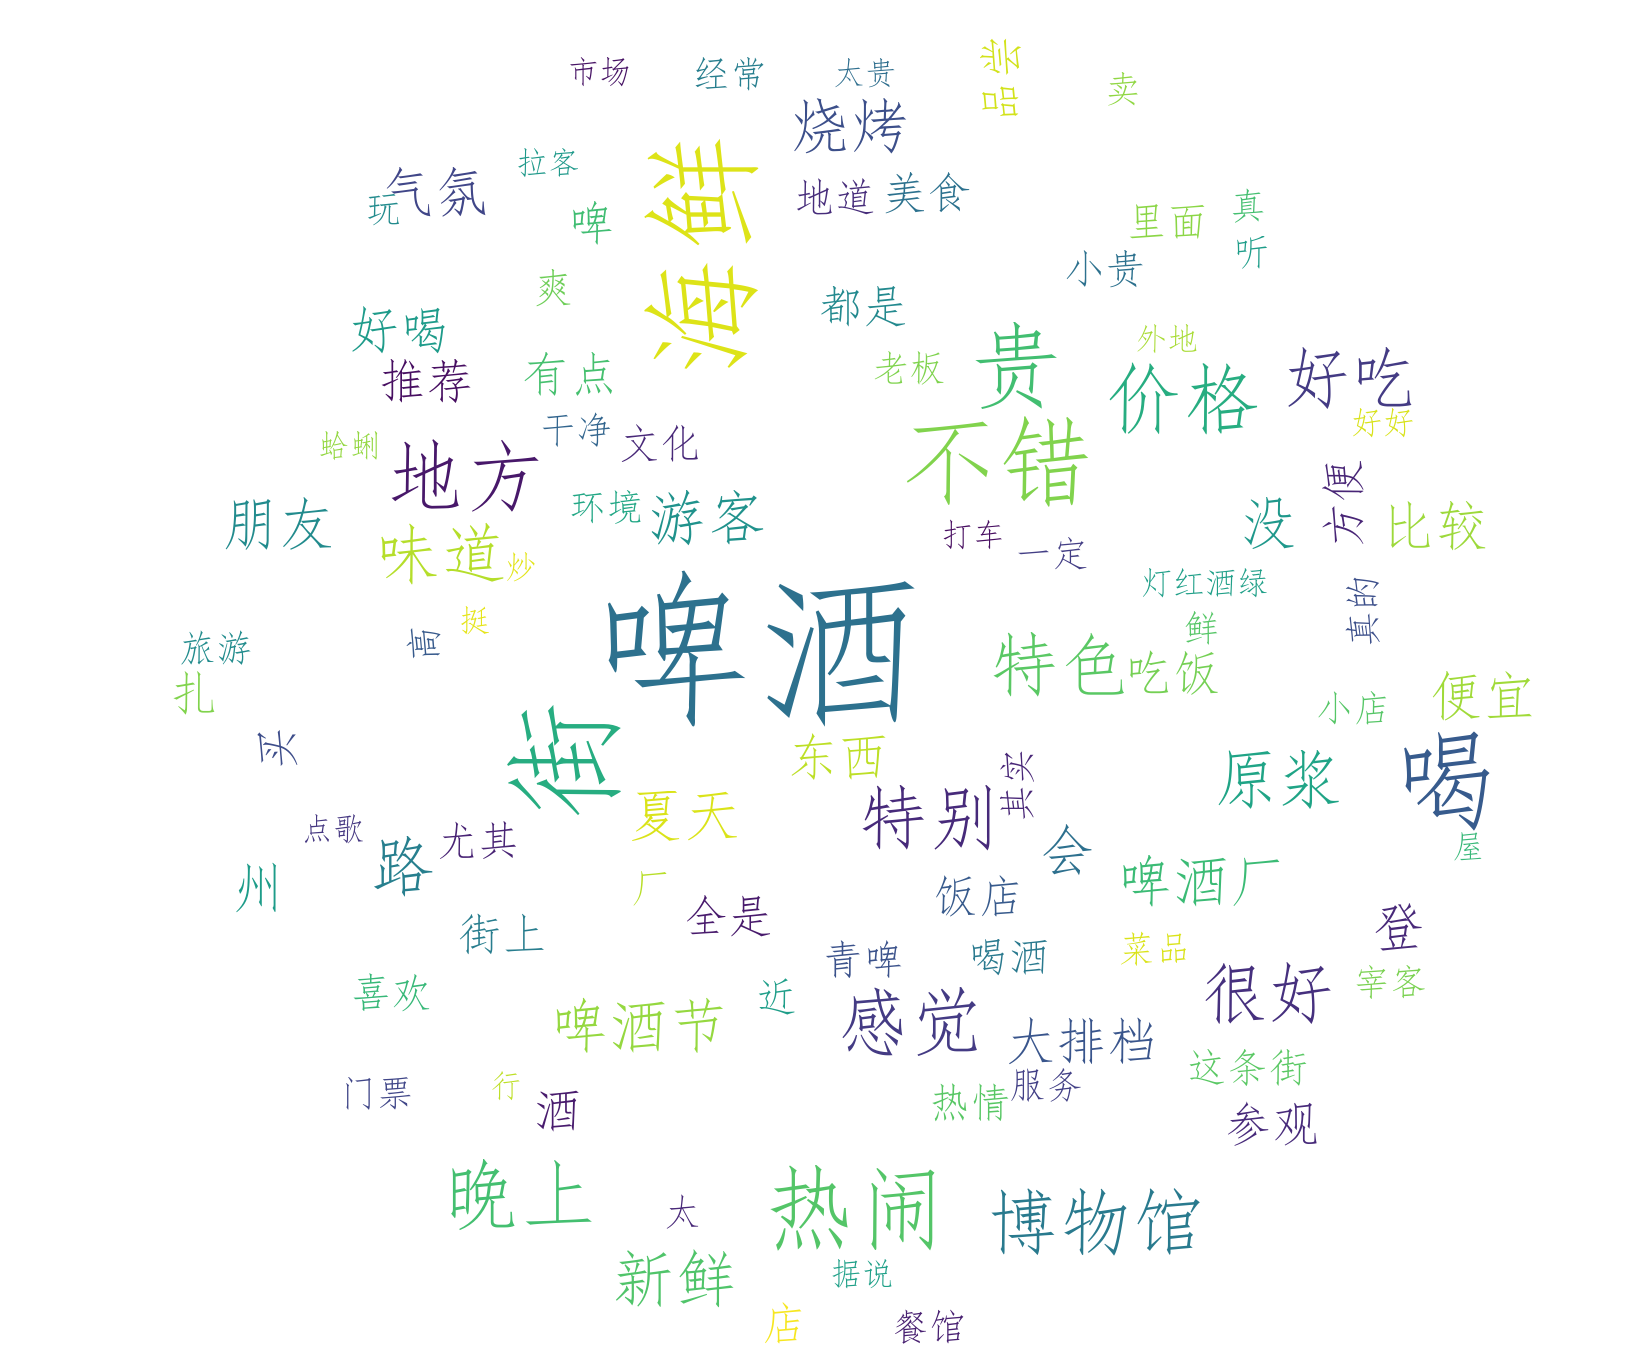 市场
经常
太贵
品尝
卖
烧烤
海鲜
拉客
气氛
玩
啤
地道
美食
里面
真
听
小贵
爽
都是
好喝
推荐
有点
老板
贵
外地
价格
好吃
好好
不错
干净
文化
蛤蜊
地方
朋友
味道
炒
环境
游客
打车
一定
没
方便
比较
灯红酒绿
真的
啤酒
挺
高
旅游
扎
特色
鲜
吃饭
小店
便宜
街
买
东西
其实
原浆
喝
夏天
特别
点歌
尤其
路
会
屋
州
厂
全是
饭店
啤酒厂
登
街上
青啤
喝酒
菜品
喜欢
啤酒节
近
感觉
大排档
很好
宰客
这条街
门票
行
酒
热情
服务
参观
晚上
太
热闹
博物馆
新鲜
据说
店
餐馆